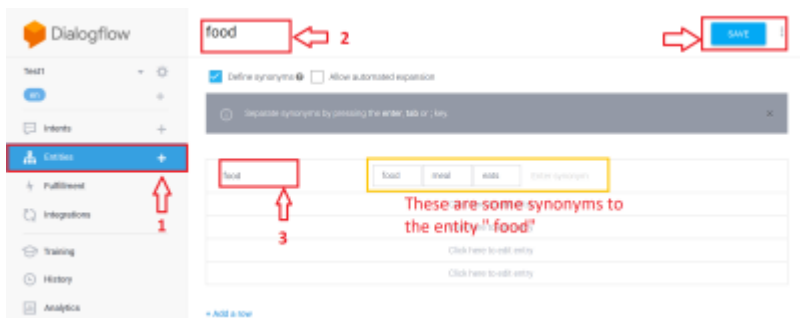 Dialogflow
food
2
SAVE
Test1
en
Define synonyms
Allow automated expansion
Separate synonyms by pressing the enter, tab or ; key.
Intents
Entities
food
food meal eats Enter synonym
Fulfillment
Integrations
1
3
These are some synonyms to
the entity " food"
Click here to edit entry
Click here to edit entry
Training
History
Analytics
+ Add a row